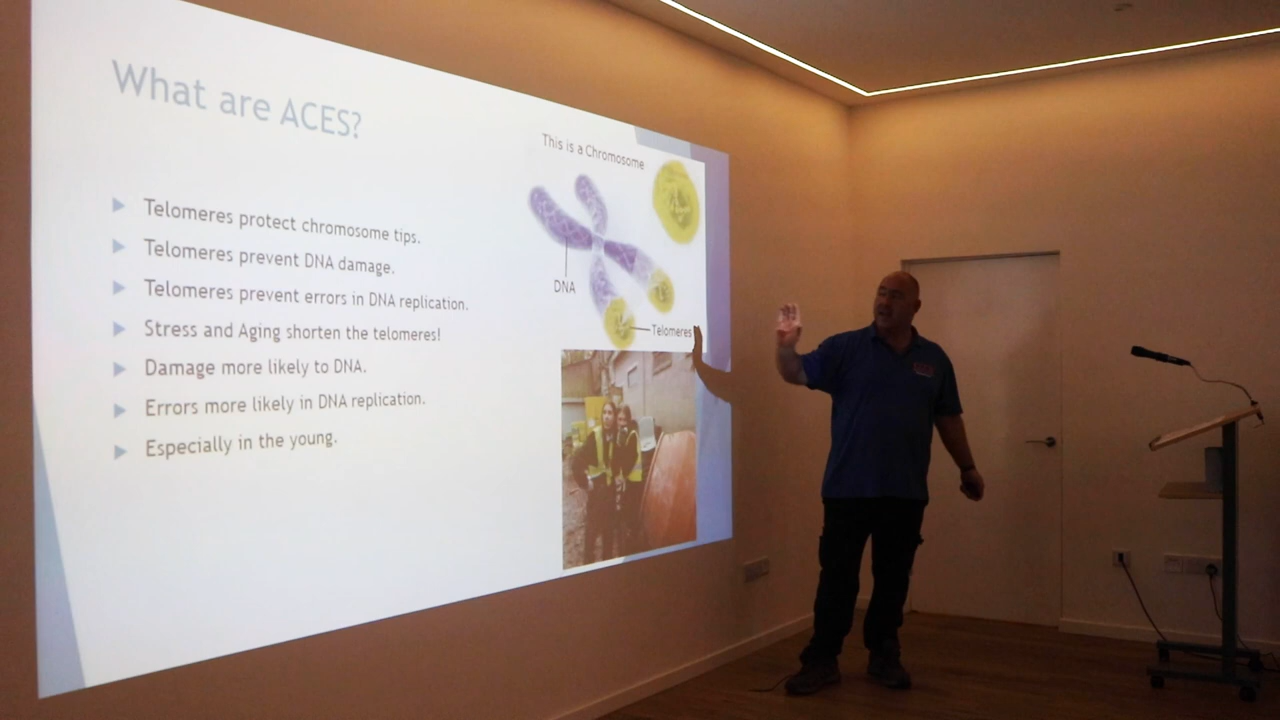 What are ACES?
Telomeres protect chromosome tips.
Telomeres prevent DNA damage.
Telomeres prevent errors in DNA replication.
Stress and Aging shorten the telomeres!
Damage more likely to DNA.
Errors more likely in DNA replication.
Especially in the young.
This is a Chromosome
DNA
Telomeres